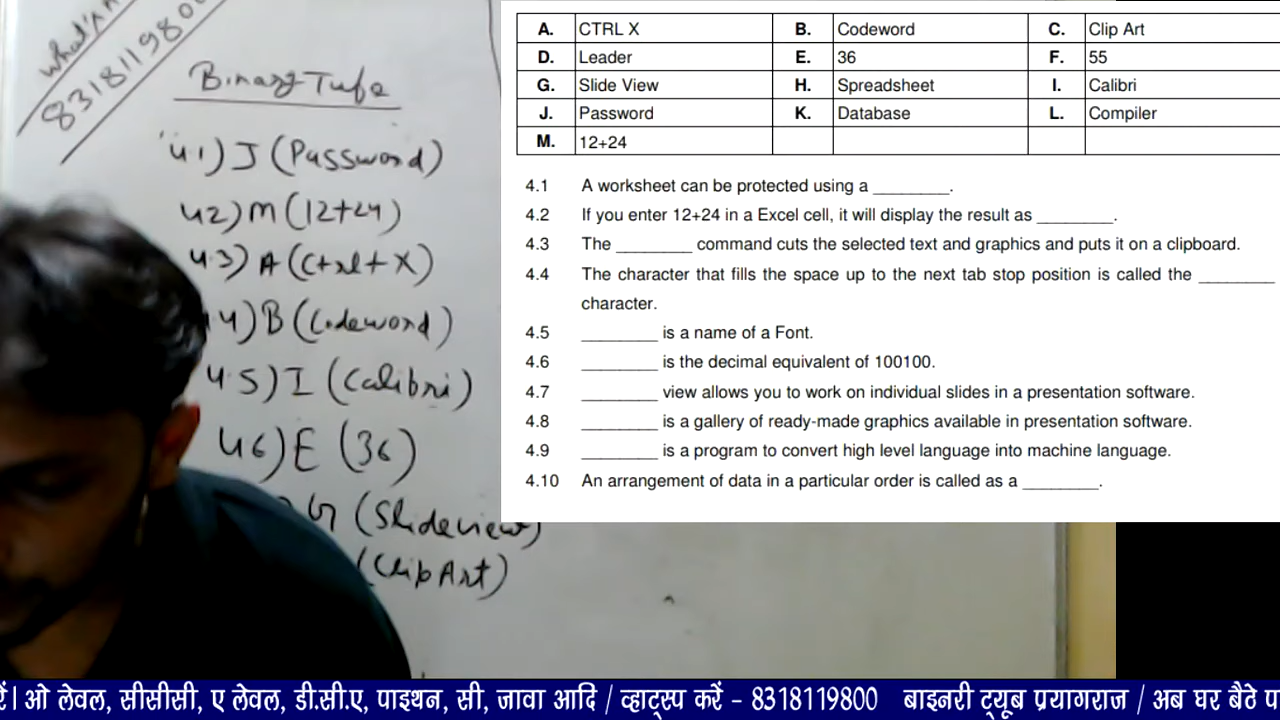 what's
8318119800
Binary Tube
4.1) J (Password)
4.2) M (12+24)
4.3) A (Ctrl+X)
4) B (Codeword)
4.5) I (Calibri)
4.6) E (36)
G (Slideview)
(Clip Art)
A. CTRL X B. Codeword C. Clip Art
D. Leader E. 36 F. 55
G. Slide View H. Spreadsheet I. Calibri
J. Password K. Database L. Compiler
M. 12+24
4.1 A worksheet can be protected using a ________.
4.2 If you enter 12+24 in a Excel cell, it will display the result as ________.
4.3 The ________ command cuts the selected text and graphics and puts it on a clipboard.
4.4 The character that fills the space up to the next tab stop position is called the ________
character.
4.5 ________ is a name of a Font.
4.6 ________ is the decimal equivalent of 100100.
4.7 ________ view allows you to work on individual slides in a presentation software.
4.8 ________ is a gallery of ready-made graphics available in presentation software.
4.9 ________ is a program to convert high level language into machine language.
4.10 An arrangement of data in a particular order is called as a ________.
रें। ओ लेवल, सीसीसी, ए लेवल, डी.सी.ए, पाइथन, सी, जावा आदि / व्हाट्स्प करें - 8318119800 बाइनरी ट्यूब प्रयागराज / अब घर बैठे प